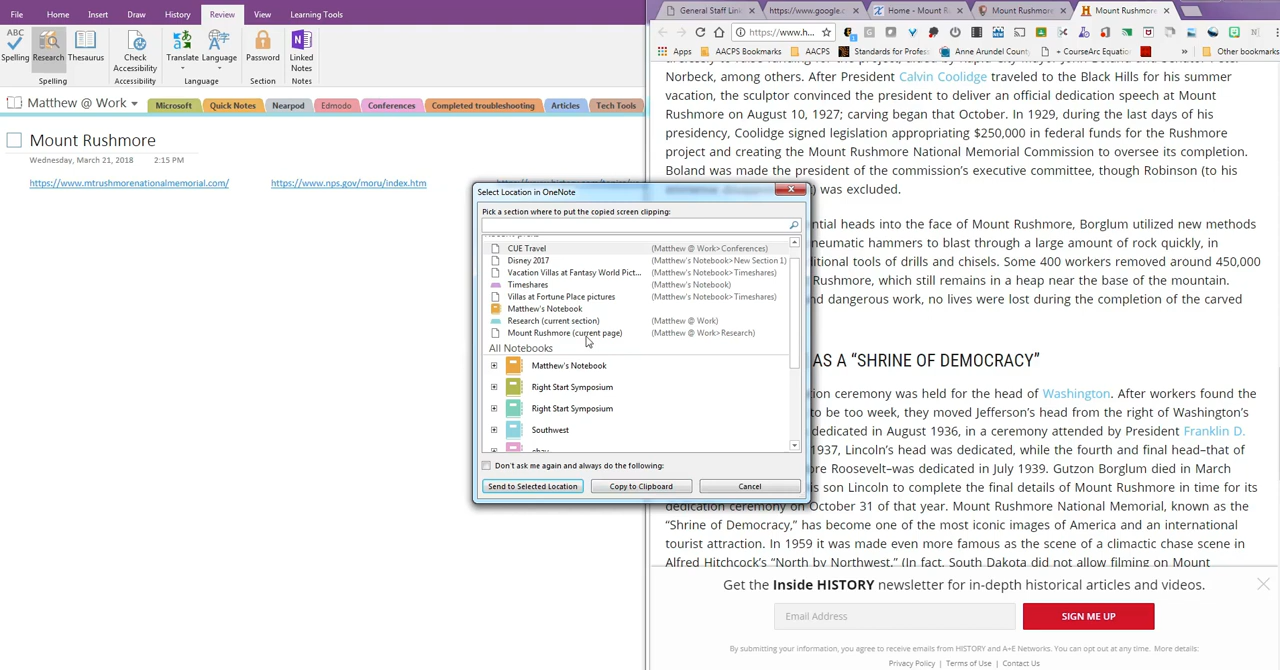 File Home Insert Draw History Review View Learning Tools
ABC
Spelling Research Thesaurus Check Accessibility Translate Language Password Linked Notes
Spelling Accessibility Language Section Notes
Matthew @ Work Microsoft Quick Notes Nearpod Edmodo Conferences Completed troubleshooting Articles Tech Tools
Mount Rushmore
Wednesday, March 21, 2018 2:15 PM
https://www.mtrushmorenationalmemorial.com/ https://www.nps.gov/moru/index.htm
Select Location in OneNote
Pick a section where to put the copied screen clipping:
CUE Travel (Matthew @ Work>Conferences)
Disney 2017 (Matthew's Notebook>New Section 1)
Vacation Villas at Fantasy World Pict... (Matthew's Notebook>Timeshares)
Timeshares (Matthew's Notebook)
Villas at Fortune Place pictures (Matthew's Notebook>Timeshares)
Matthew's Notebook
Research (current section) (Matthew @ Work)
Mount Rushmore (current page) (Matthew @ Work>Research)
All Notebooks
Matthew's Notebook
Right Start Symposium
Right Start Symposium
Southwest
ebay
Don't ask me again and always do the following:
Send to Selected Location Copy to Clipboard Cancel
General Staff Lin https://www.google.c Home - Mount R Mount Rushmore Mount Rushmore
https://www.h...
Apps AACPS Bookmarks AACPS Standards for Profes Anne Arundel County + CourseArc Equation » Other bookmarks
Norbeck, among others. After President Calvin Coolidge traveled to the Black Hills for his summer
vacation, the sculptor convinced the president to deliver an official dedication speech at Mount
Rushmore on August 10, 1927; carving began that October. In 1929, during the last days of his
presidency, Coolidge signed legislation appropriating $250,000 in federal funds for the Rushmore
project and creating the Mount Rushmore National Memorial Commission to oversee its completion.
Boland was made the president of the commission's executive committee, though Robinson (to his
) was excluded.
ential heads into the face of Mount Rushmore, Borglum utilized new methods
neumatic hammers to blast through a large amount of rock quickly, in
ditional tools of drills and chisels. Some 400 workers removed around 450,000
Rushmore, which still remains in a heap near the base of the mountain.
and dangerous work, no lives were lost during the completion of the carved
AS A “SHRINE OF DEMOCRACY”
tion ceremony was held for the head of Washington. After workers found the
to be too week, they moved Jefferson's head from the right of Washington's
dedicated in August 1936, in a ceremony attended by President Franklin D.
1937, Lincoln's head was dedicated, while the fourth and final head–that of
ore Roosevelt–was dedicated in July 1939. Gutzon Borglum died in March
is son Lincoln to complete the final details of Mount Rushmore in time for its
dedication ceremony on October 31 of that year. Mount Rushmore National Memorial, known as the
“Shrine of Democracy,” has become one of the most iconic images of America and an international
tourist attraction. In 1959 it was made even more famous as the scene of a climactic chase scene in
Alfred Hitchcock's “North by Northwest.” (In fact, South Dakota did not allow filming on Mount
Get the Inside HISTORY newsletter for in-depth historical articles and videos.
Email Address SIGN ME UP
By submitting your information, you agree to receive emails from HISTORY and A+E Networks. You can opt out at any time. More details:
Privacy Policy | Terms of Use | Contact Us